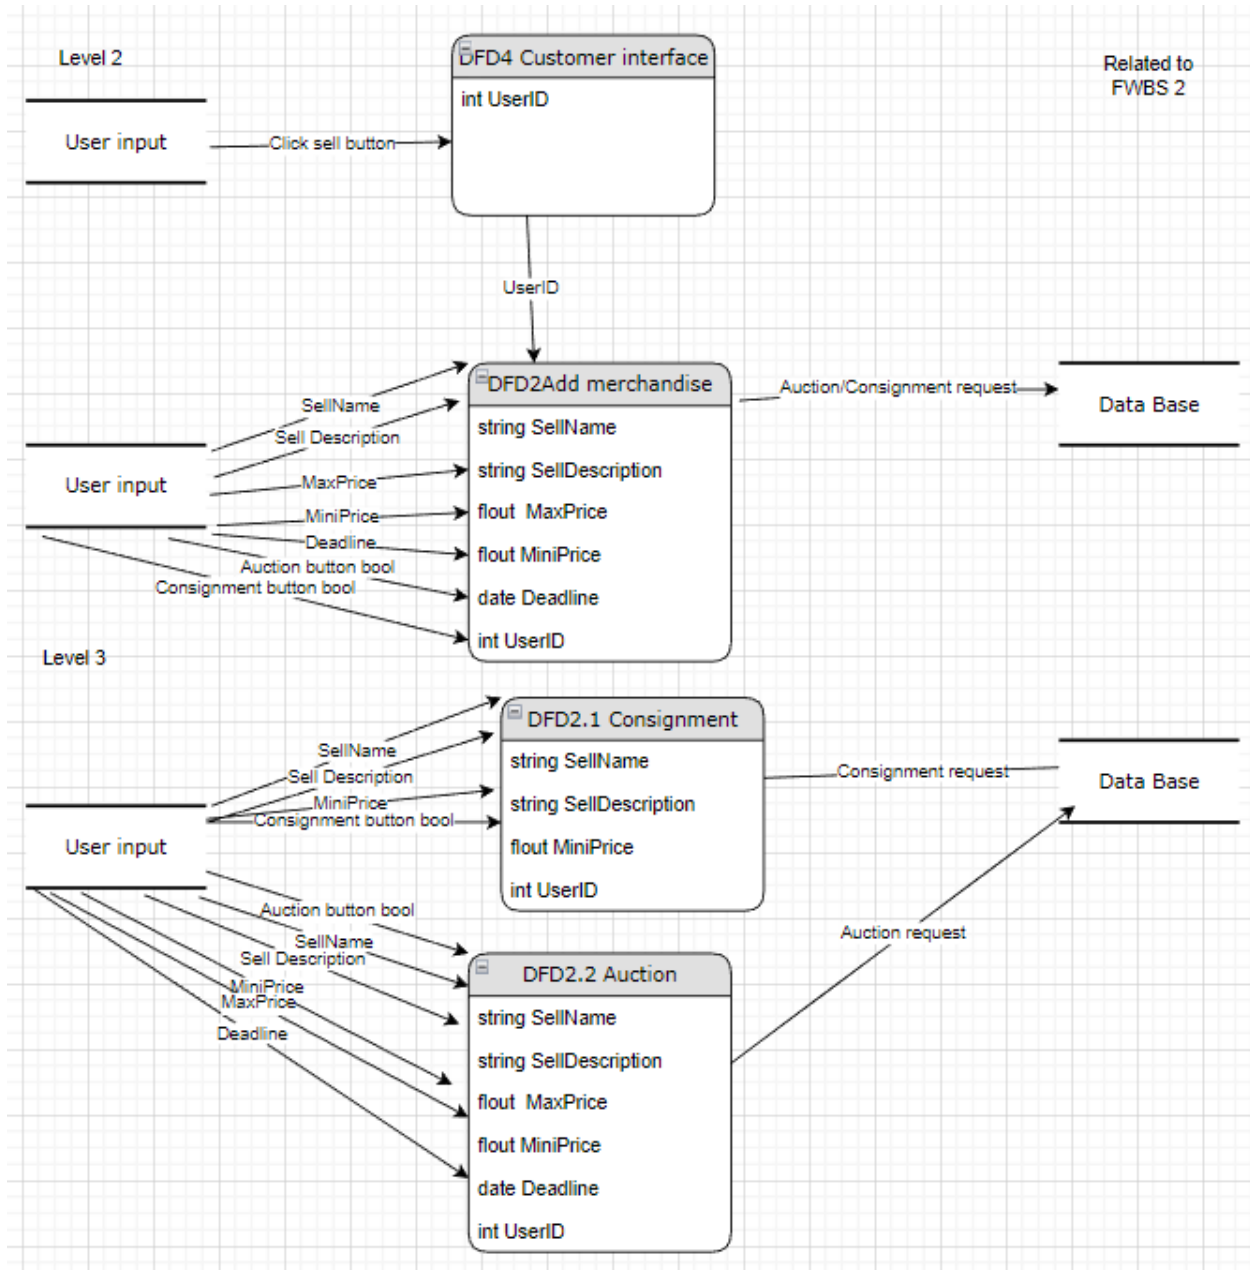 Level 2
DFD4 Customer interface
Related to
FWBS 2
int UserID
User input
Click sell button
UserID
DFD2Add merchandise
Auction/Consignment request
Data Base
SellName
string SellName
Sell Description
string SellDescription
User input
MaxPrice
flout  MaxPrice
MiniPrice
Deadline
flout MiniPrice
Auction button bool
Consignment button bool
date Deadline
int UserID
Level 3
DFD2.1 Consignment
SellName
string SellName
Sell Description
Consignment request
Data Base
string SellDescription
MiniPrice
Consignment button bool
User input
flout MiniPrice
int UserID
Auction button bool
Auction request
SellName
Sell Description
DFD2.2 Auction
MiniPrice
MaxPrice
string SellName
Deadline
string SellDescription
flout  MaxPrice
flout MiniPrice
date Deadline
int UserID